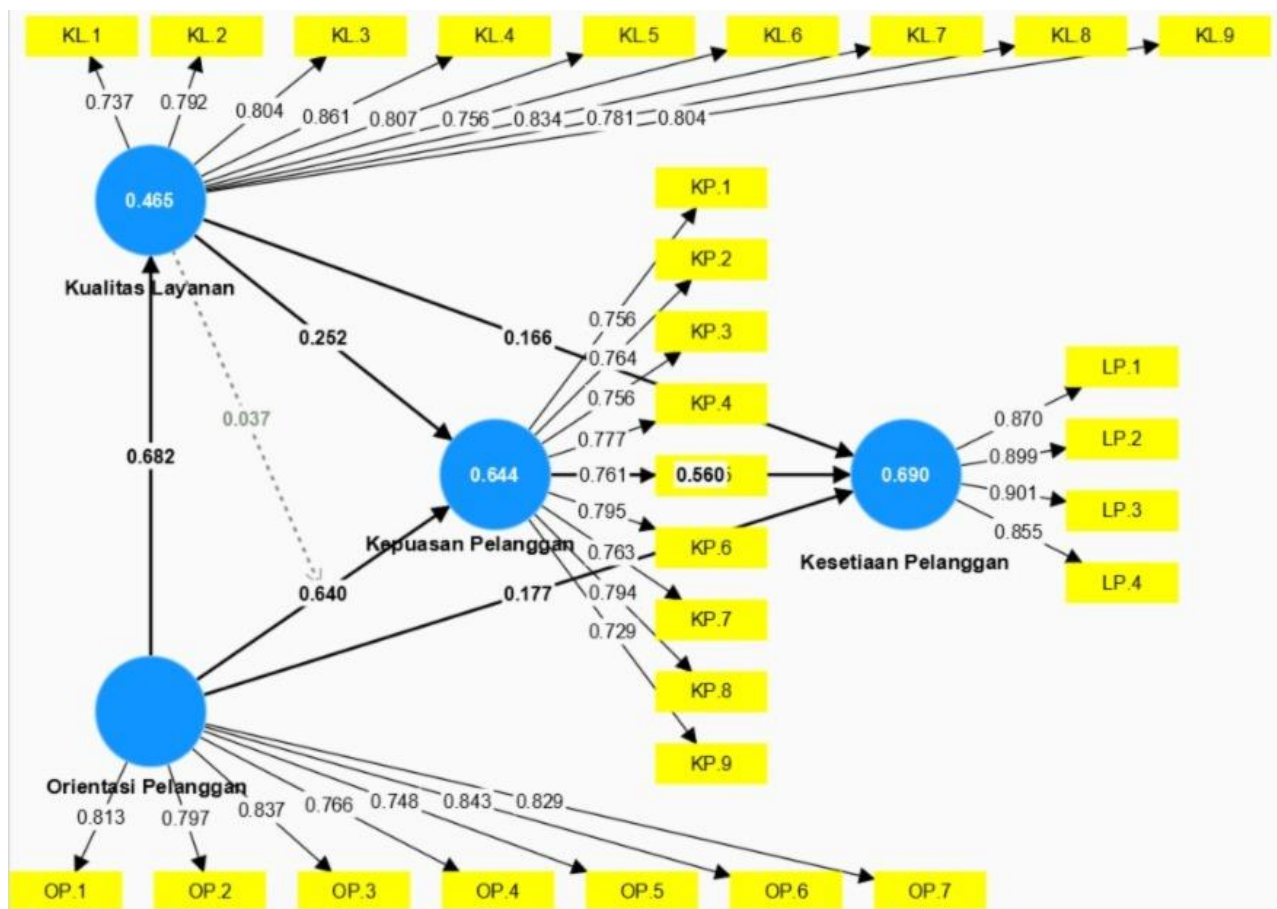 KL.1 KL.2 KL.3 KL.4 KL.5 KL.6 KL.7 KL.8 KL.9
0.737 0.792 0.804 0.861 0.807 0.756 0.834 0.781 0.804
0.465
Kualitas Layanan
KP.1
KP.2
KP.3
KP.4
KP.6
KP.7
KP.8
KP.9
0.756
0.764
0.756
0.777
0.761
0.795
0.763
0.794
0.729
0.252
0.166
0.037
0.682
0.644
Kepuasan Pelanggan
0.560
0.640
0.177
0.690
Kesetiaan Pelanggan
0.870
0.899
0.901
0.855
LP.1
LP.2
LP.3
LP.4
Orientasi Pelanggan
0.813 0.797 0.837 0.766 0.748 0.843 0.829
OP.1 OP.2 OP.3 OP.4 OP.5 OP.6 OP.7